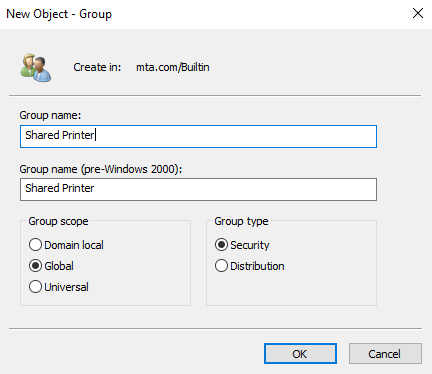 New Object - Group
Create in: mta.com/Builtin
Group name:
Shared Printer
Group name (pre-Windows 2000):
Shared Printer
Group scope
Domain local
Global
Universal
Group type
Security
Distribution
OK
Cancel